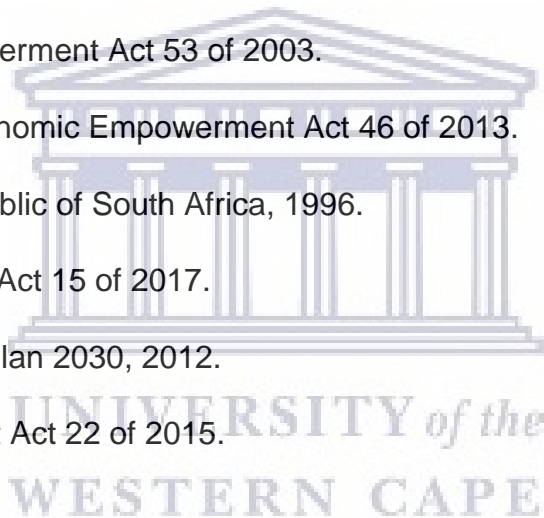 erment Act 53 of 2003.
nomic Empowerment Act 46 of 2013.
blic of South Africa, 1996.
Act 15 of 2017.
lan 2030, 2012.
Act 22 of 2015.
UNIVERSITY of the
WESTERN CAPE